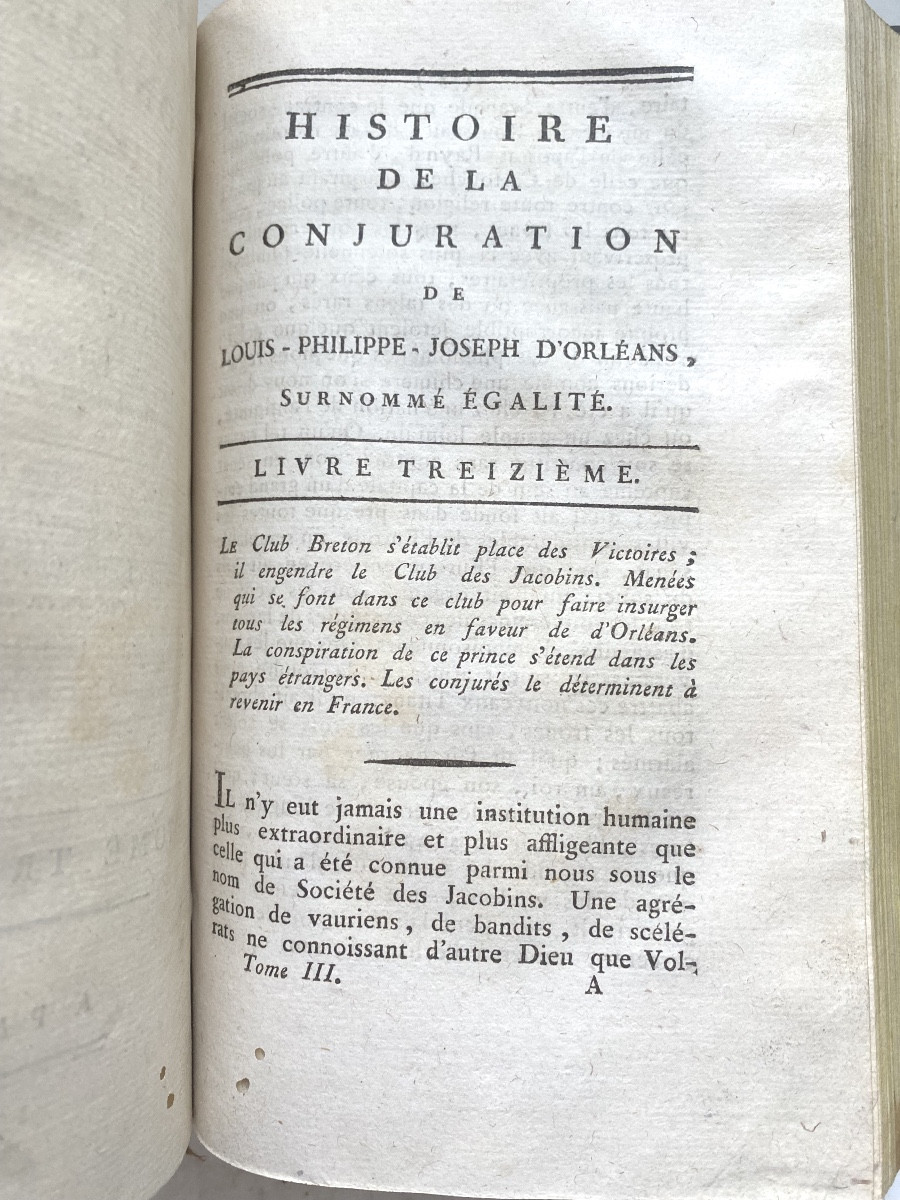 HISTOIRE
DE LA
CONJURATION
DE
LOUIS-PHILIPPE-JOSEPH D'ORLÉANS,
SURNOMMÉ ÉGALITÉ.
LIVRE TREIZIÈME.
LE Club Breton s'établit place des Victoires ;
il engendre le Club des Jacobins. Menées
qui se font dans ce club pour faire insurger
tous les régimens en faveur de d'Orléans.
La conspiration de ce prince s'étend dans les
pays étrangers. Les conjurés le déterminent à
revenir en France.
IL n'y eut jamais une institution humaine
plus extraordinaire et plus affligeante que
celle qui a été connue parmi nous sous le
nom de Société des Jacobins. Une agré-
gation de vauriens, de bandits, de scélé-
rats ne connoissant d'autre Dieu que Vol-
Tome III. A